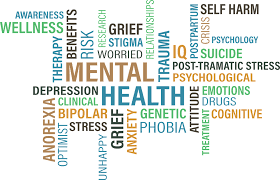 AWARENESS
WELLNESS
THERAPY
BENEFITS
RISK
GRIEF
STIGMA
WORRIED
RESEARCH
RELATIONSHIPS
TRAUMA
POSTPARTUM
CRISIS
SELF HARM
PSYCHOLOGY
IQ
SUICIDE
MENTAL
POST-TRAMATIC STRESS
PSYCHOLOGICAL
DEPRESSION
HEALTH
EMOTIONS
ANOREXIA
CLINICAL
DRUGS
BIPOLAR
GENETIC
ATTITUDE
TREATMENT
COGNITIVE
OPTIMIST
STRESS
UNHAPPY
GRIEF
ANXIETY
PHOBIA